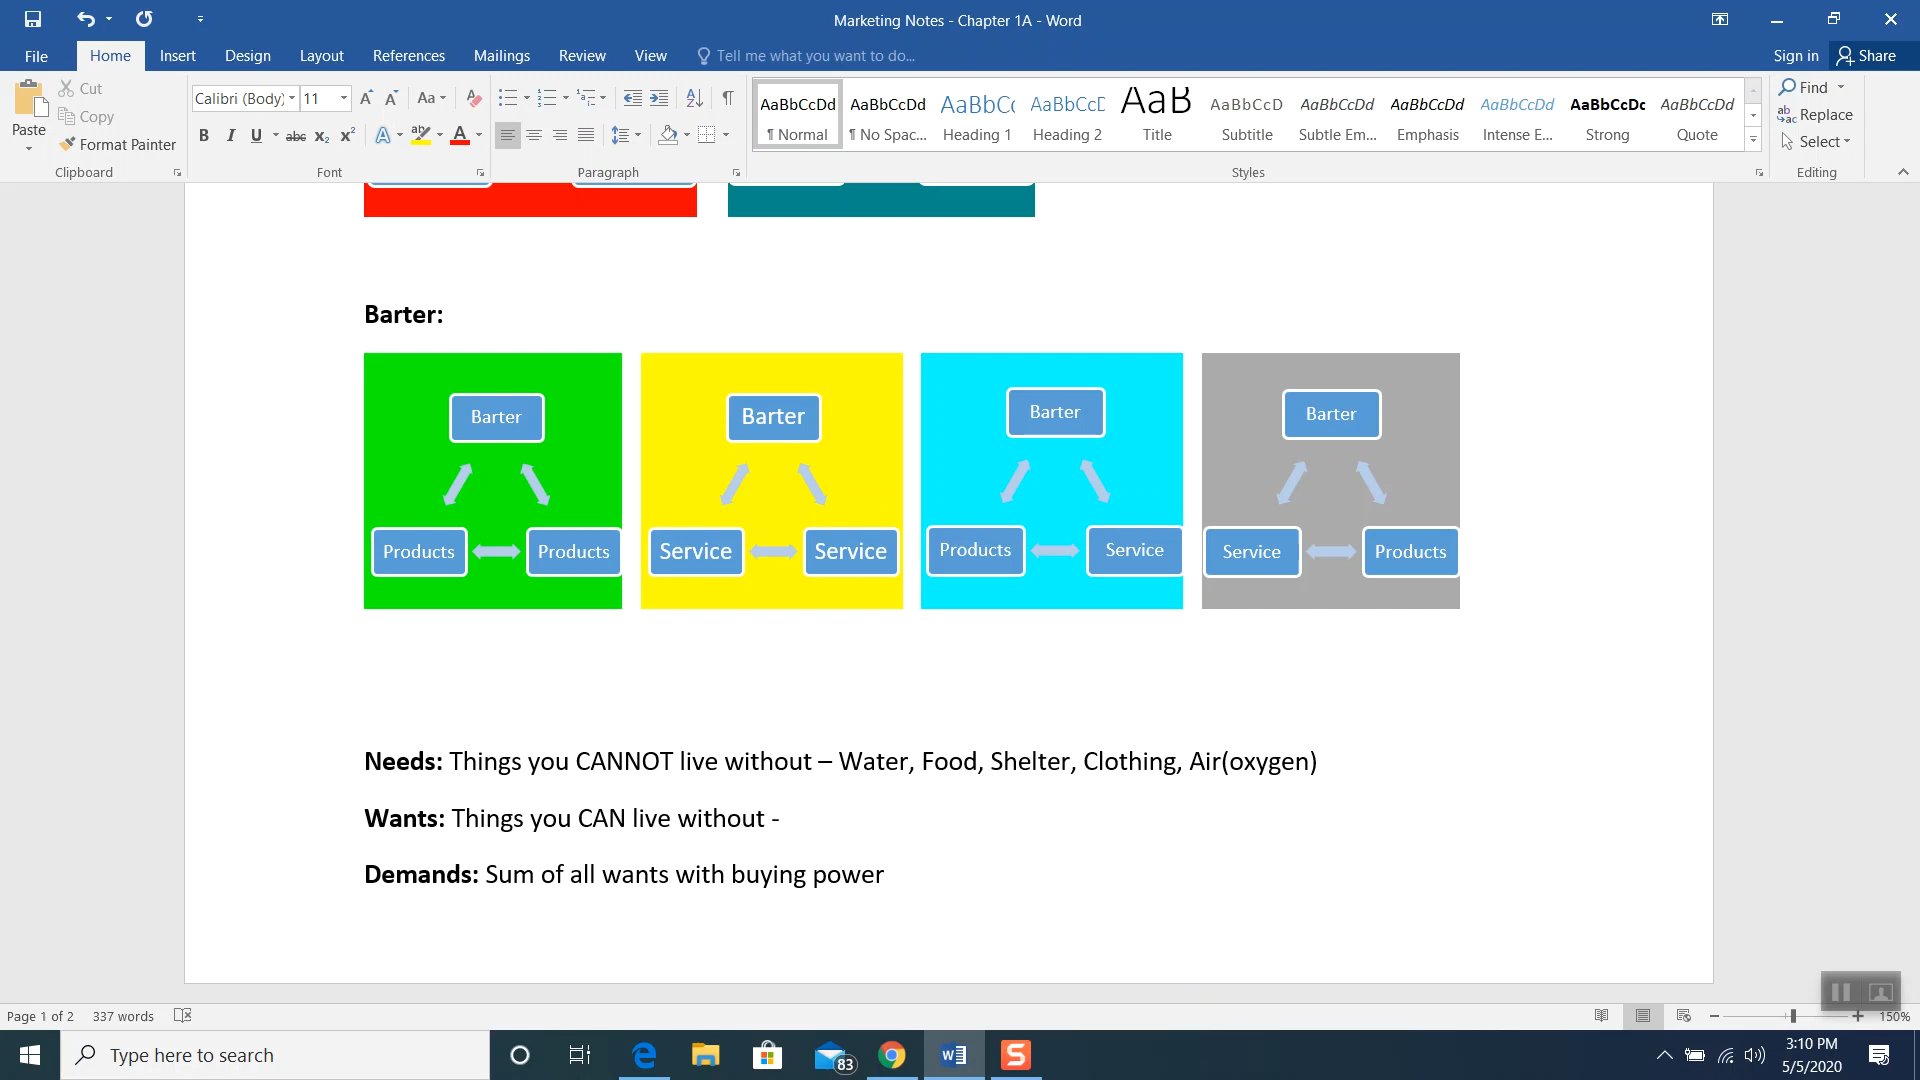 Marketing Notes - Chapter 1A - Word
File Home Insert Design Layout References Mailings Review View Tell me what you want to do... Sign in Share
Paste
Cut
Copy
Format Painter
Clipboard
Calibri (Body) 11
Font
Paragraph
AaBbCcDd AaBbCcDd AaBbC AaBbCc AaB AaBbCcD AaBbCcDd AaBbCcDd AaBbCcDd AaBbCcDc AaBbCcDd
¶ Normal ¶ No Spac... Heading 1 Heading 2 Title Subtitle Subtle Em... Emphasis Intense E... Strong Quote
Styles
Find
Replace
Select
Editing
Barter:
Barter
Products Products
Barter
Service Service
Barter
Products Service
Barter
Service Products
Needs: Things you CANNOT live without – Water, Food, Shelter, Clothing, Air(oxygen)
Wants: Things you CAN live without -
Demands: Sum of all wants with buying power
Page 1 of 2 337 words 150%
Type here to search
83
3:10 PM
5/5/2020